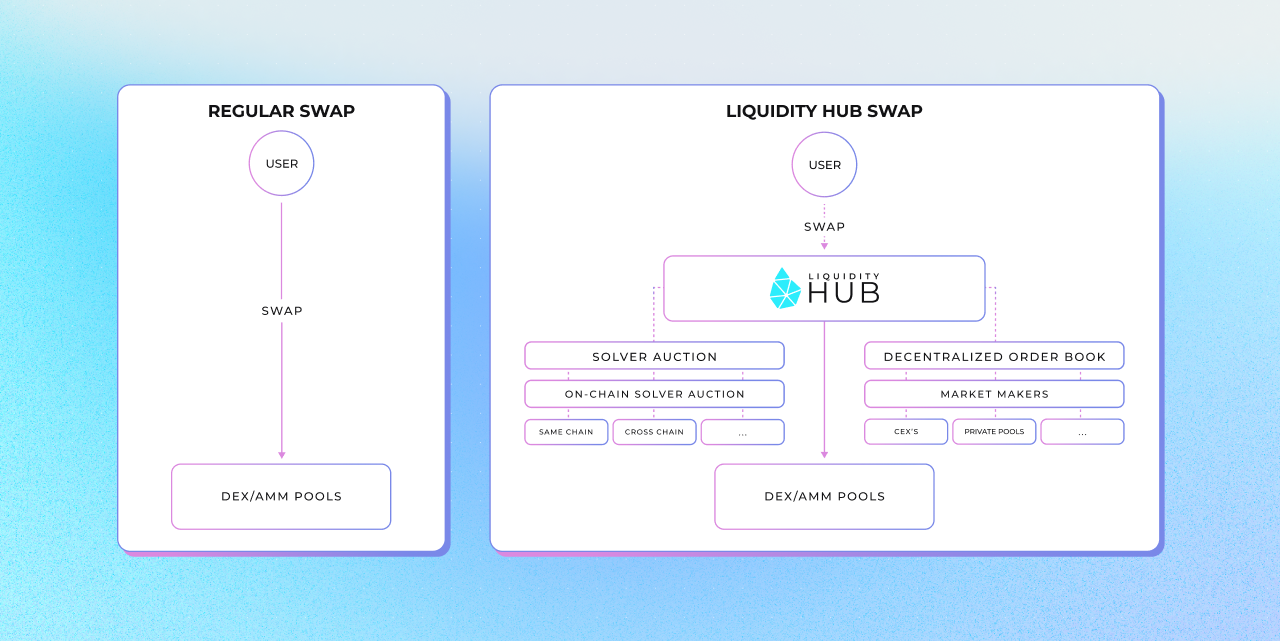 REGULAR SWAP
USER
SWAP
DEX/AMM POOLS
LIQUIDITY HUB SWAP
USER
SWAP
LIQUIDITY
HUB
SOLVER AUCTION
ON-CHAIN SOLVER AUCTION
SAME CHAIN
CROSS CHAIN
...
DECENTRALIZED ORDER BOOK
MARKET MAKERS
CEX'S
PRIVATE POOLS
...
DEX/AMM POOLS